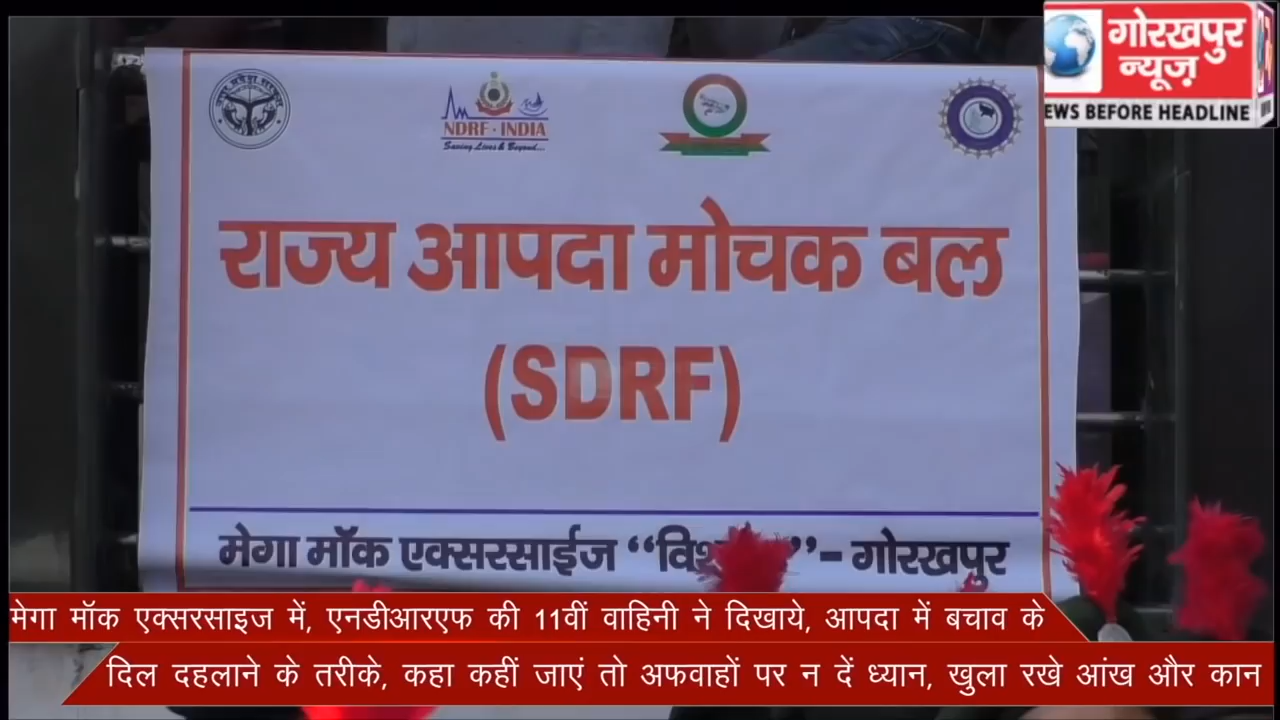 गोरखपुर
न्यूज़
EWS BEFORE HEADLINE
NDRF - INDIA
Saving Lives & Beyond...
राज्य आपदा मोचक बल
(SDRF)
मेगा मॉक एक्सरसाईज - गोरखपुर
मेगा मॉक एक्सरसाइज में, एनडीआरएफ की 11वीं वाहिनी ने दिखाये, आपदा में बचाव के
दिल दहलाने के तरीके, कहा कहीं जाएं तो अफवाहों पर न दें ध्यान, खुला रखे आंख और कान